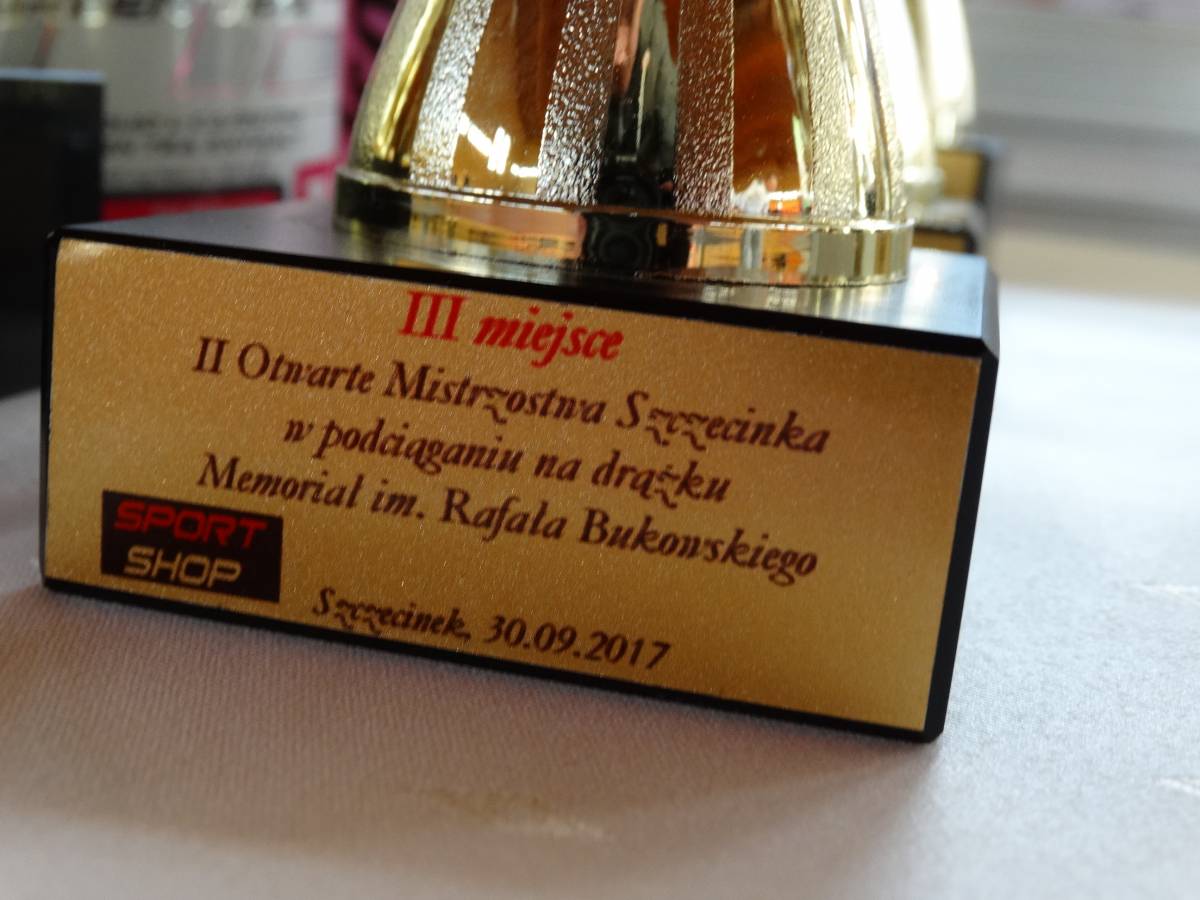 III miejsce
II Otwarte Mistrzostwa Szczecinka
w podciąganiu na drążku
Memoriał im. Rafała Bukowskiego
SPORT
SHOP
Szczecinek, 30.09.2017